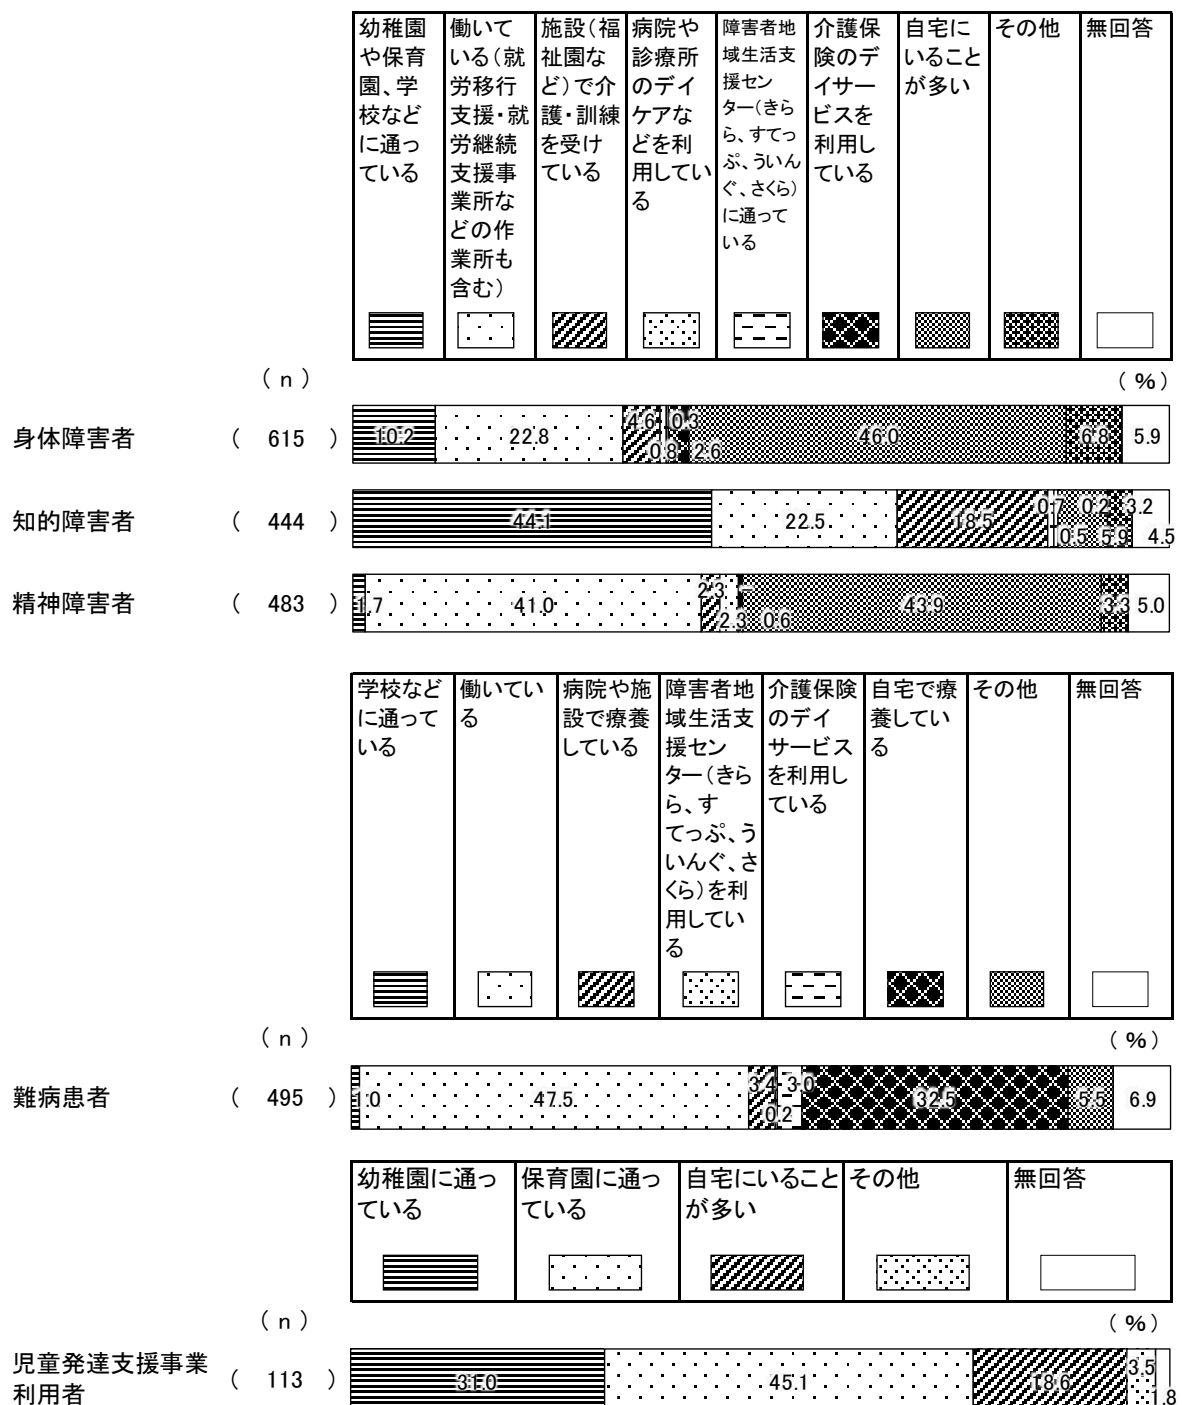 幼稚園
や保育
園、学
校など
に通っ
ている
働いて
いる（就
労移行
支援・就
労継続
支援事
業所な
どの作
業所も
含む）
施設（福
祉園な
ど）で介
護・訓練
を受け
ている
病院や
診療所
のデイ
ケアな
どを利
用してい
る
障害者地
域生活支
援セン
ター（きら
ら、すてっ
ぷ、ういん
ぐ、さくら）
に通って
いる
介護保
険のデ
イサー
ビスを
利用し
ている
自宅に
いること
が多い
その他
無回答
（ｎ）
（％）
身体障害者 （ 615 ） 10.2 22.8 4.6 0.8 0.3 2.6 46.0 6.8 5.9
知的障害者 （ 444 ） 44.1 22.5 18.5 0.7 0.5 0.2 5.9 3.2 4.5
精神障害者 （ 483 ） 1.7 41.0 2.3 2.3 0.6 43.9 3.3 5.0
学校など
に通って
いる
働いてい
る
病院や施
設で療養
している
障害者地
域生活支
援セン
ター（きら
ら、す
てっぷ、う
いんぐ、さ
くら）を利
用してい
る
介護保険
のデイ
サービス
を利用し
ている
自宅で療
養してい
る
その他
無回答
（ｎ）
（％）
難病患者 （ 495 ） 1.0 47.5 3.4 0.2 3.0 32.5 5.5 6.9
幼稚園に通っ
ている
保育園に通っ
ている
自宅にいること
が多い
その他
無回答
（ｎ）
（％）
児童発達支援事業
利用者
（ 113 ） 31.0 45.1 18.6 3.5 1.8